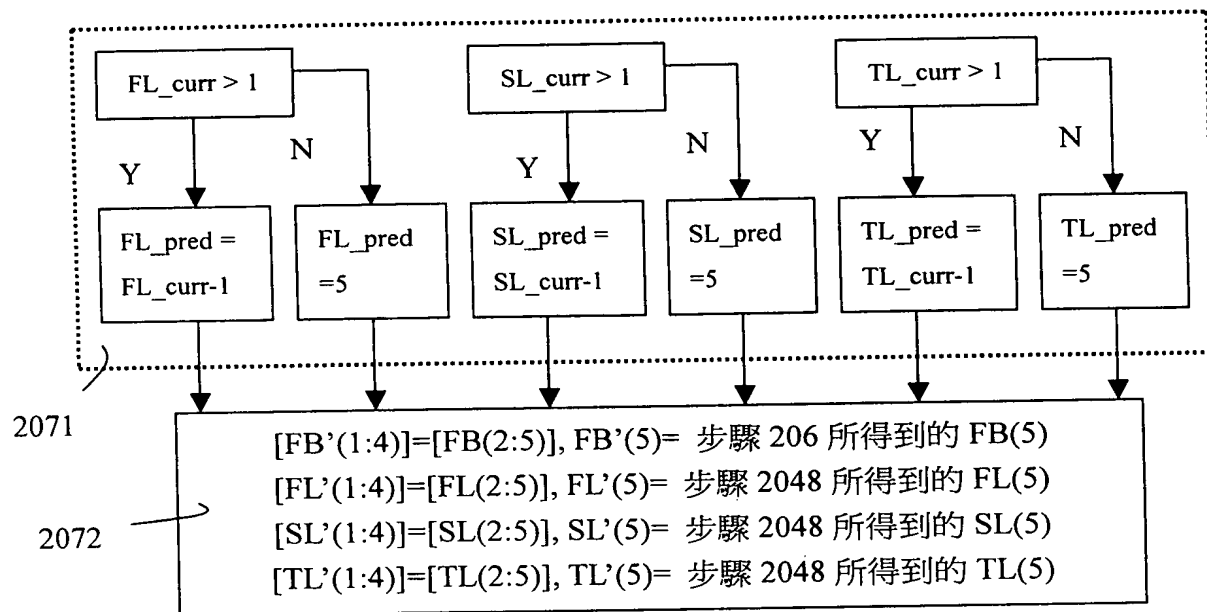 FL_curr > 1
SL_curr > 1
TL_curr > 1
Y
N
Y
N
Y
N
FL_pred =
FL_curr-1
FL_pred
=5
SL_pred =
SL_curr-1
SL_pred
=5
TL_pred =
TL_curr-1
TL_pred
=5
2071
[FB’(1:4)]=[FB(2:5)], FB’(5)= 步驟 206 所得到的 FB(5)
[FL’(1:4)]=[FL(2:5)], FL’(5)= 步驟 2048 所得到的 FL(5)
[SL’(1:4)]=[SL(2:5)], SL’(5)= 步驟 2048 所得到的 SL(5)
[TL’(1:4)]=[TL(2:5)], TL’(5)= 步驟 2048 所得到的 TL(5)
2072